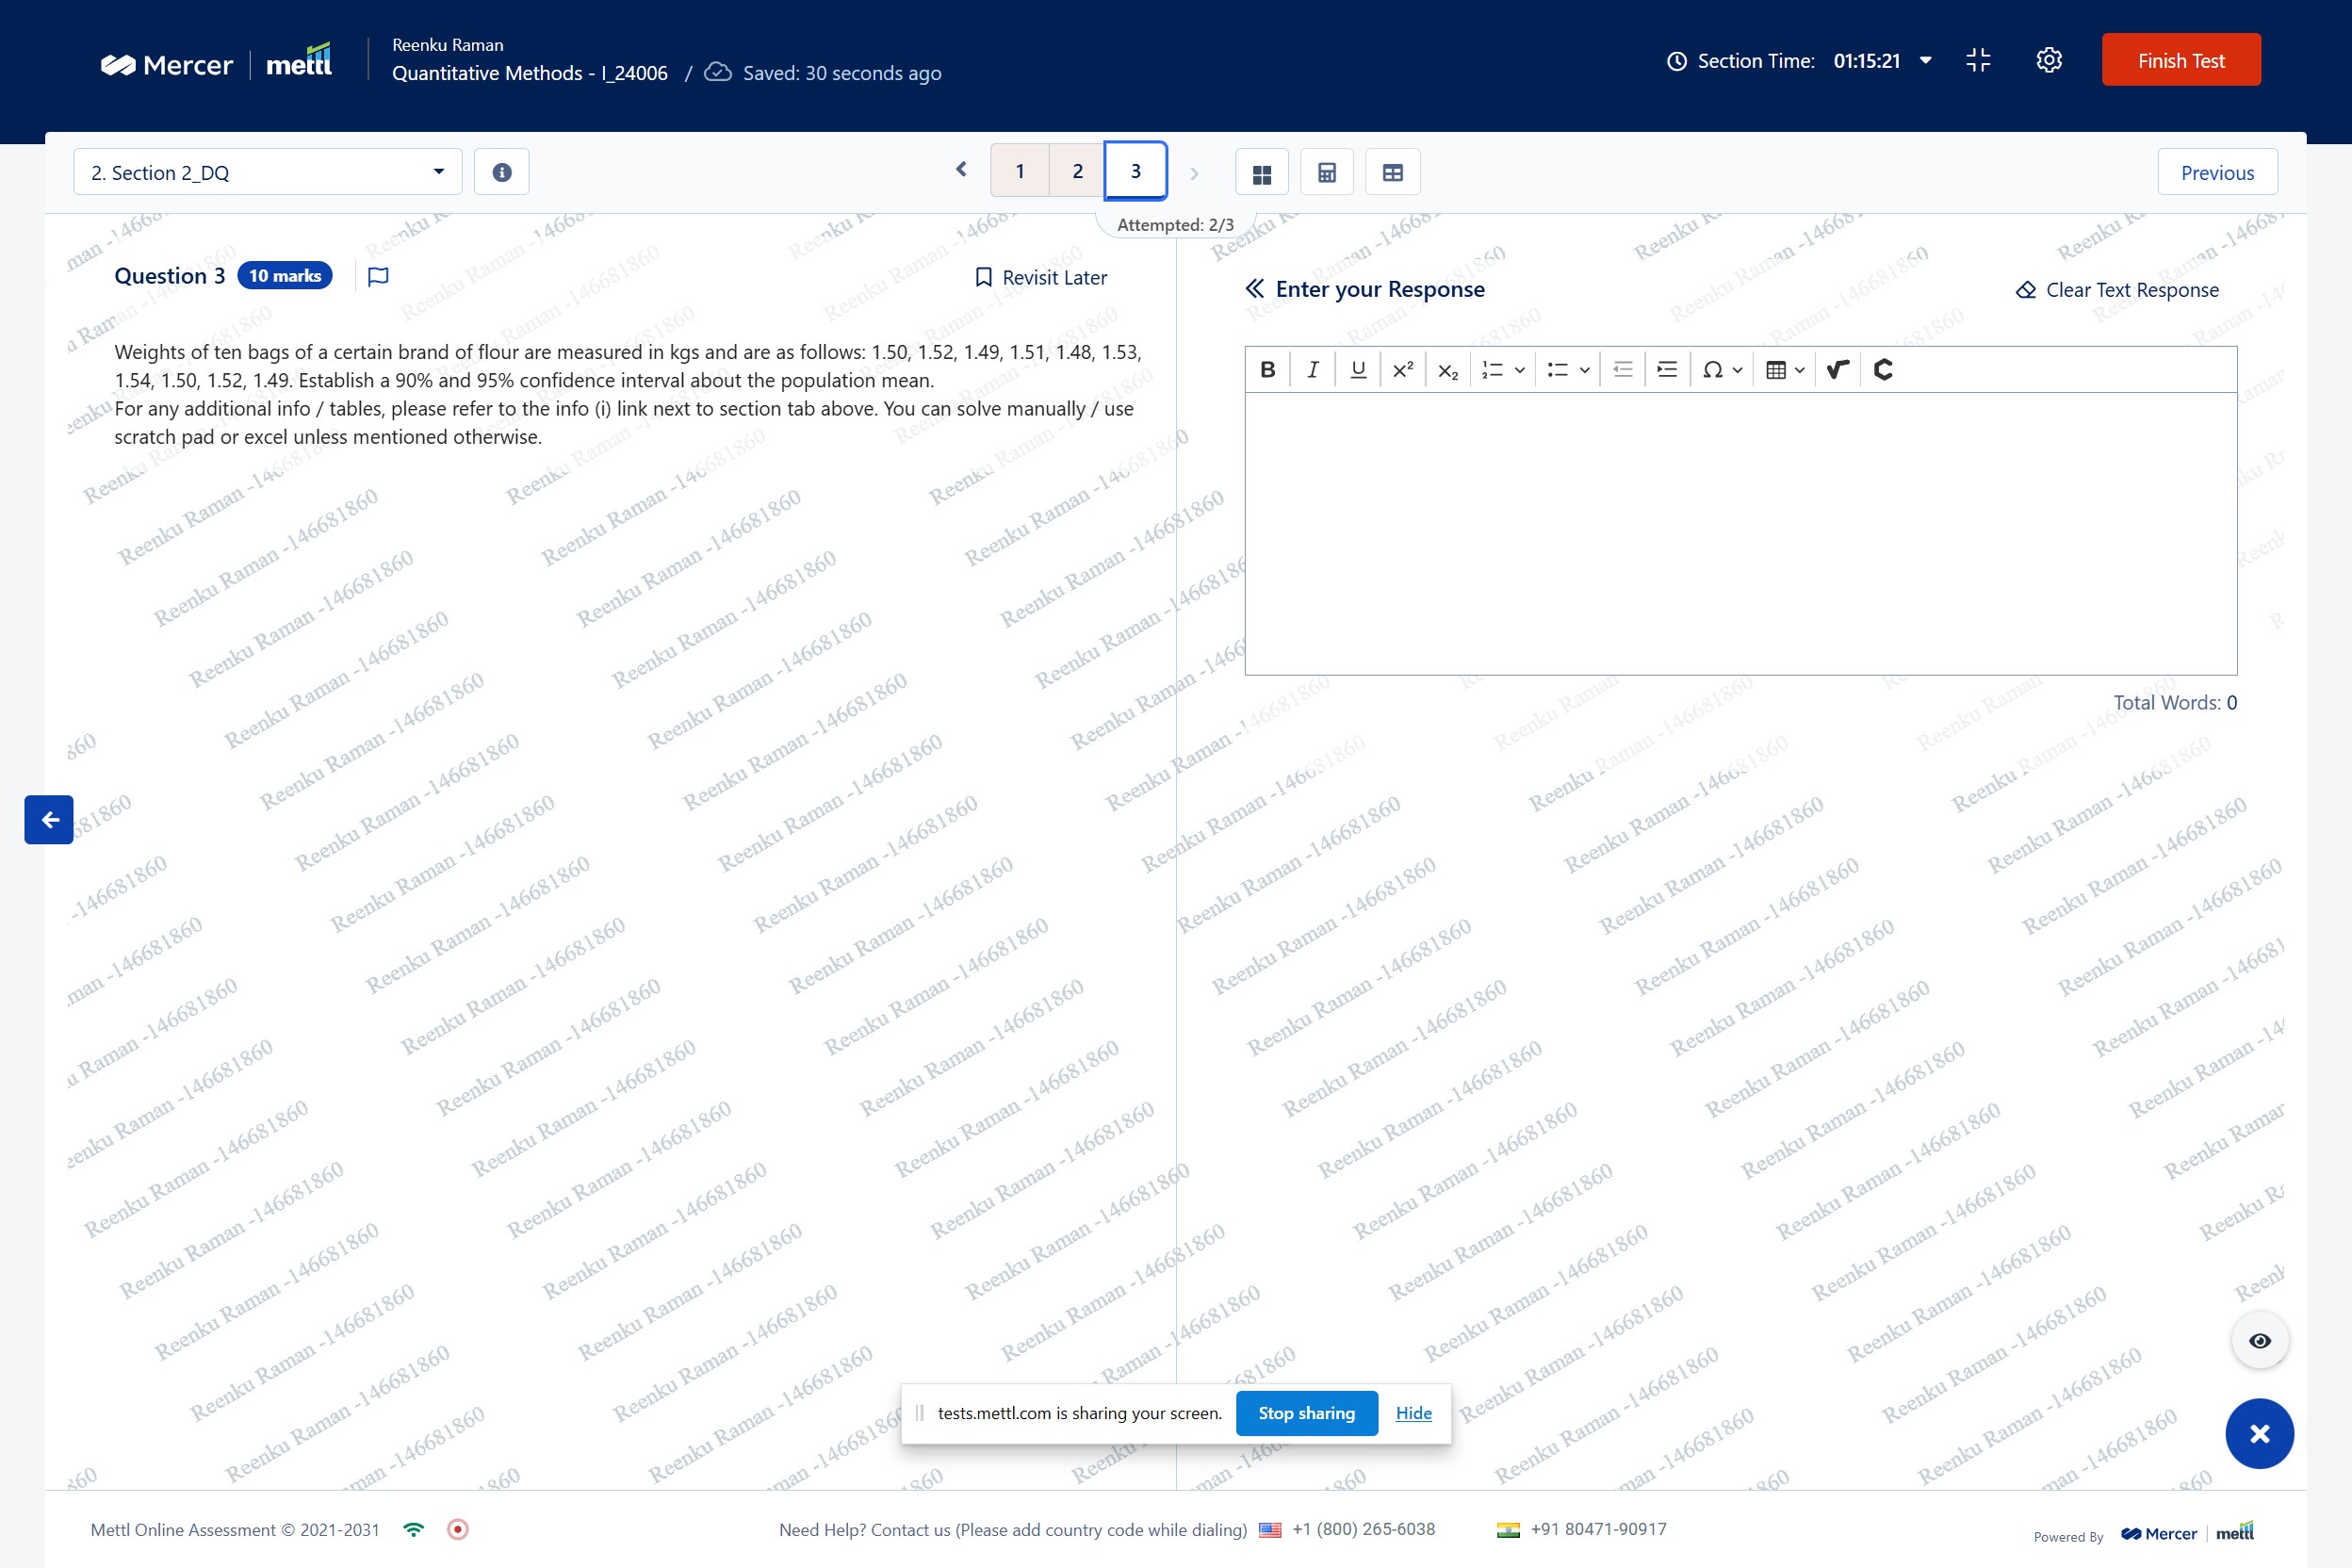 Mercer | mettl
Reenku Raman
Quantitative Methods - I_24006 / Saved: 30 seconds ago
Section Time: 01:15:21
Finish Test
2. Section 2_DQ
1 2 3
Previous
Attempted: 2/3
Question 3 10 marks
Revisit Later
Weights of ten bags of a certain brand of flour are measured in kgs and are as follows: 1.50, 1.52, 1.49, 1.51, 1.48, 1.53,
1.54, 1.50, 1.52, 1.49. Establish a 90% and 95% confidence interval about the population mean.
For any additional info / tables, please refer to the info (i) link next to section tab above. You can solve manually / use
scratch pad or excel unless mentioned otherwise.
Enter your Response
Clear Text Response
B I U x² x₂ Ω
Total Words: 0
Reenku Raman -146681860
tests.mettl.com is sharing your screen. Stop sharing Hide
Mettl Online Assessment © 2021-2031
Need Help? Contact us (Please add country code while dialing) +1 (800) 265-6038 +91 80471-90917
Powered By Mercer | mettl